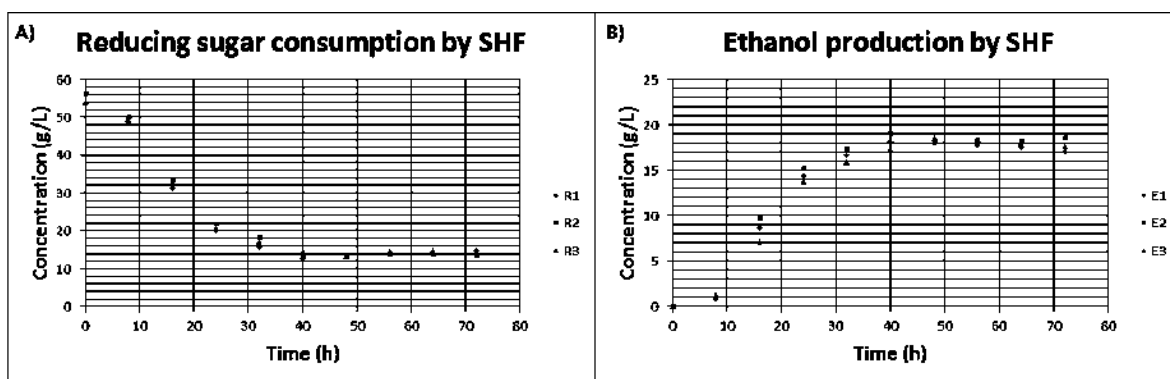 A)
Reducing sugar consumption by SHF
Concentration (g/L)
60
50
40
30
20
10
0
0 10 20 30 40 50 60 70 80
Time (h)
R1
R2
R3
B)
Ethanol production by SHF
Concentration (g/L)
25
20
15
10
5
0
0 10 20 30 40 50 60 70 80
Time (h)
E1
E2
E3